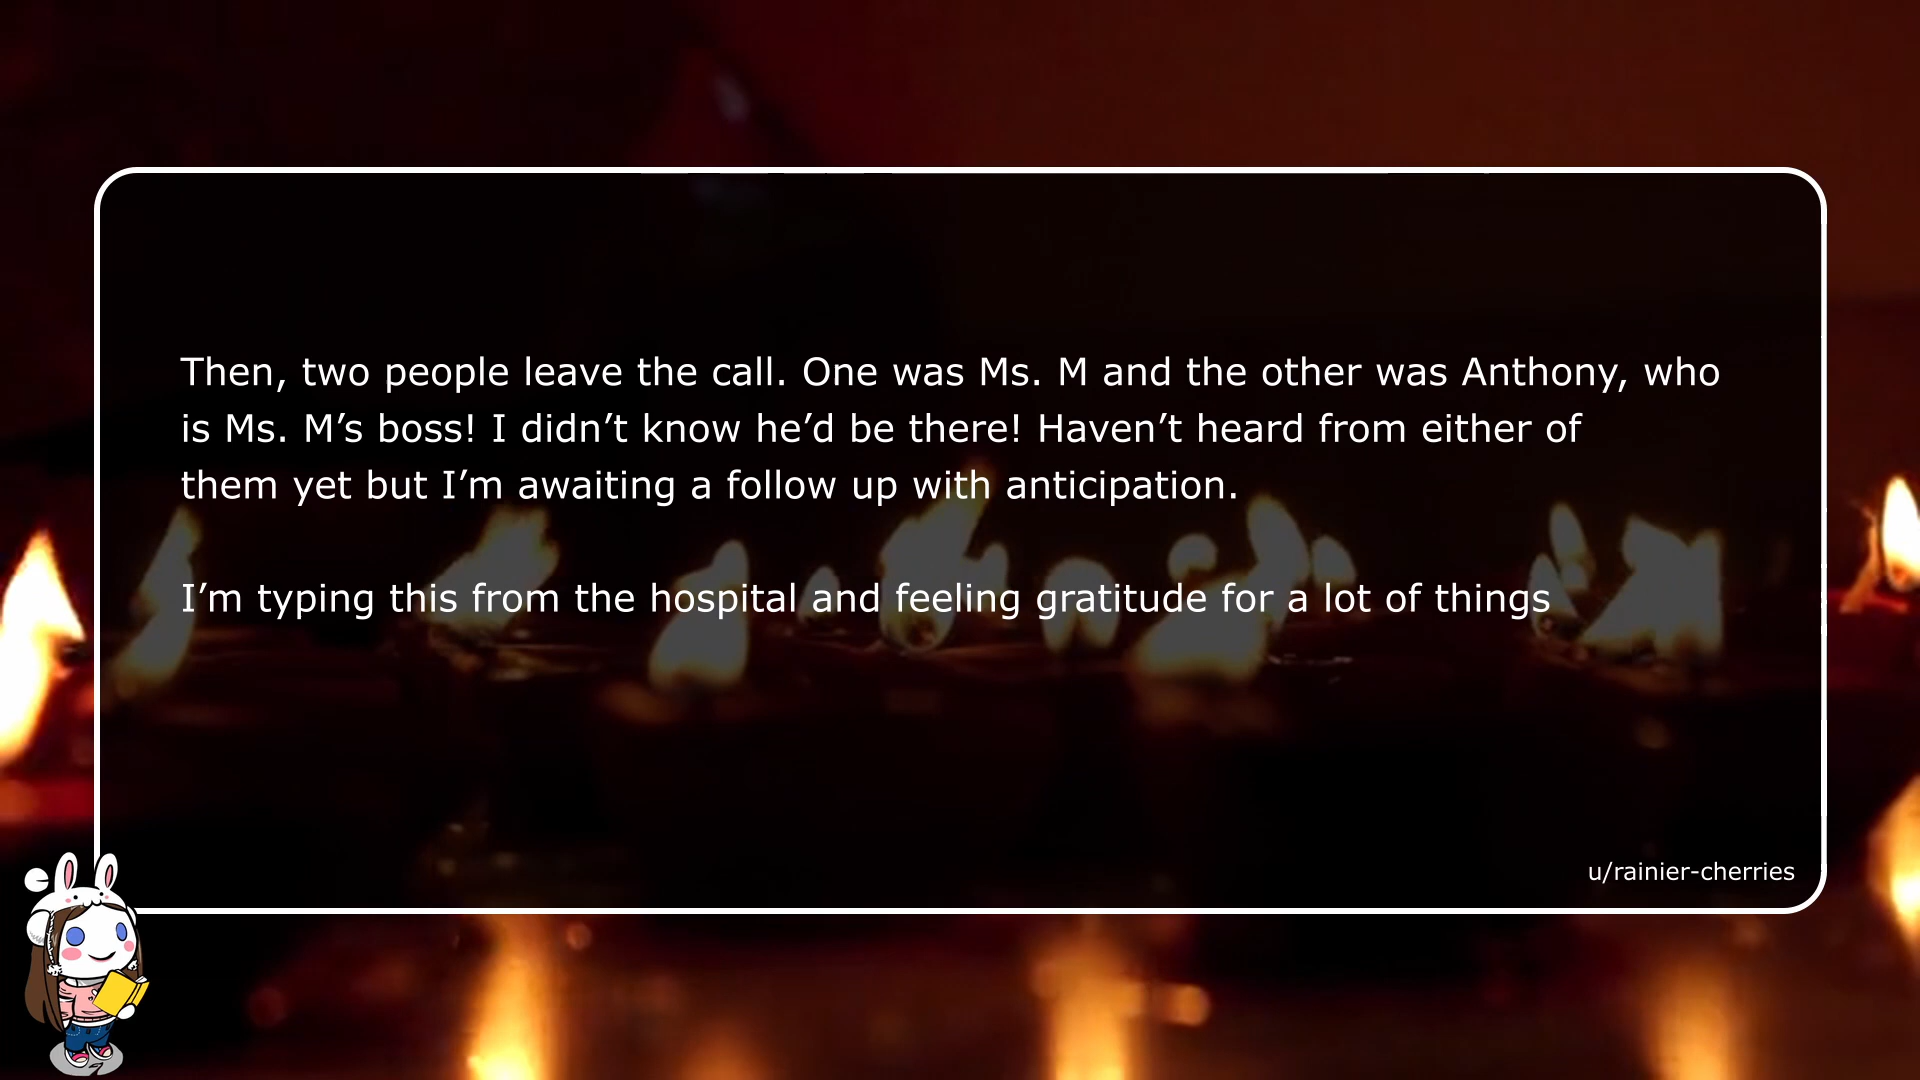 Then, two people leave the call. One was Ms. M and the other was Anthony, who
is Ms. M’s boss! I didn’t know he’d be there! Haven’t heard from either of
them yet but I’m awaiting a follow up with anticipation.
I’m typing this from the hospital and feeling gratitude for a lot of things
u/rainier-cherries